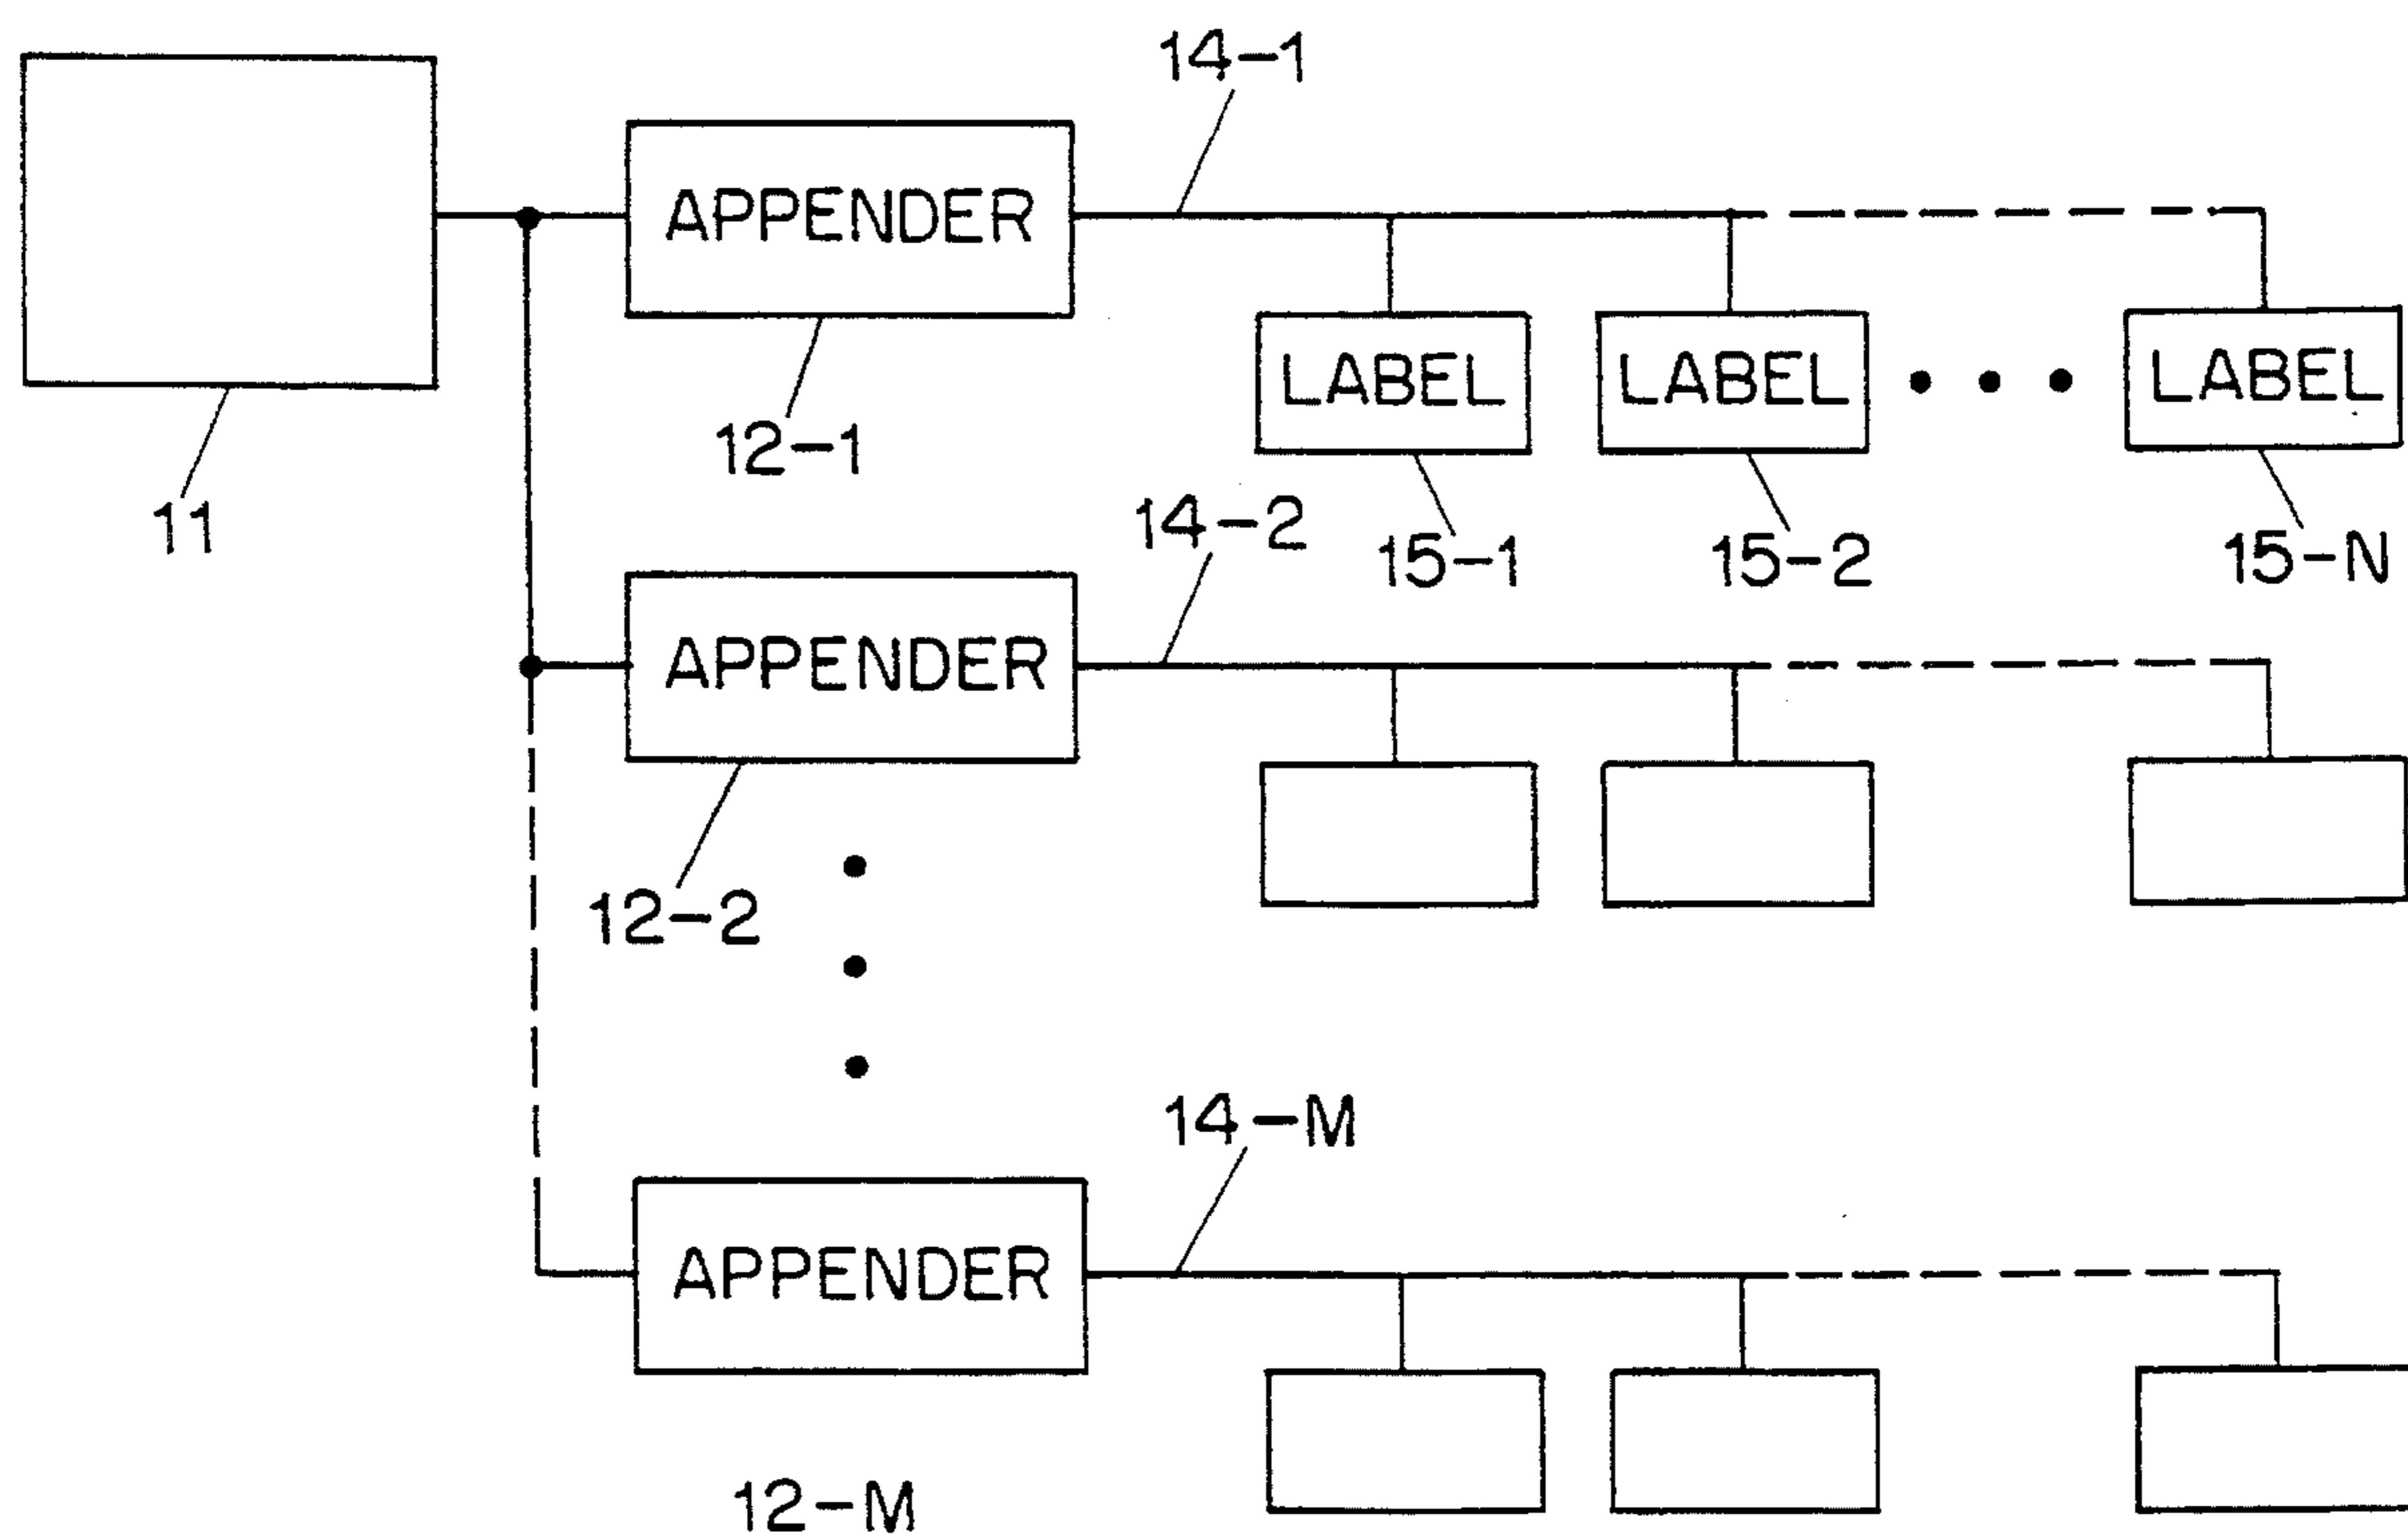 14-1
APPENDER
LABEL LABEL LABEL
12-1
11
14-2
15-1 15-2 15-N
APPENDER
12-2
14-M
APPENDER
12-M